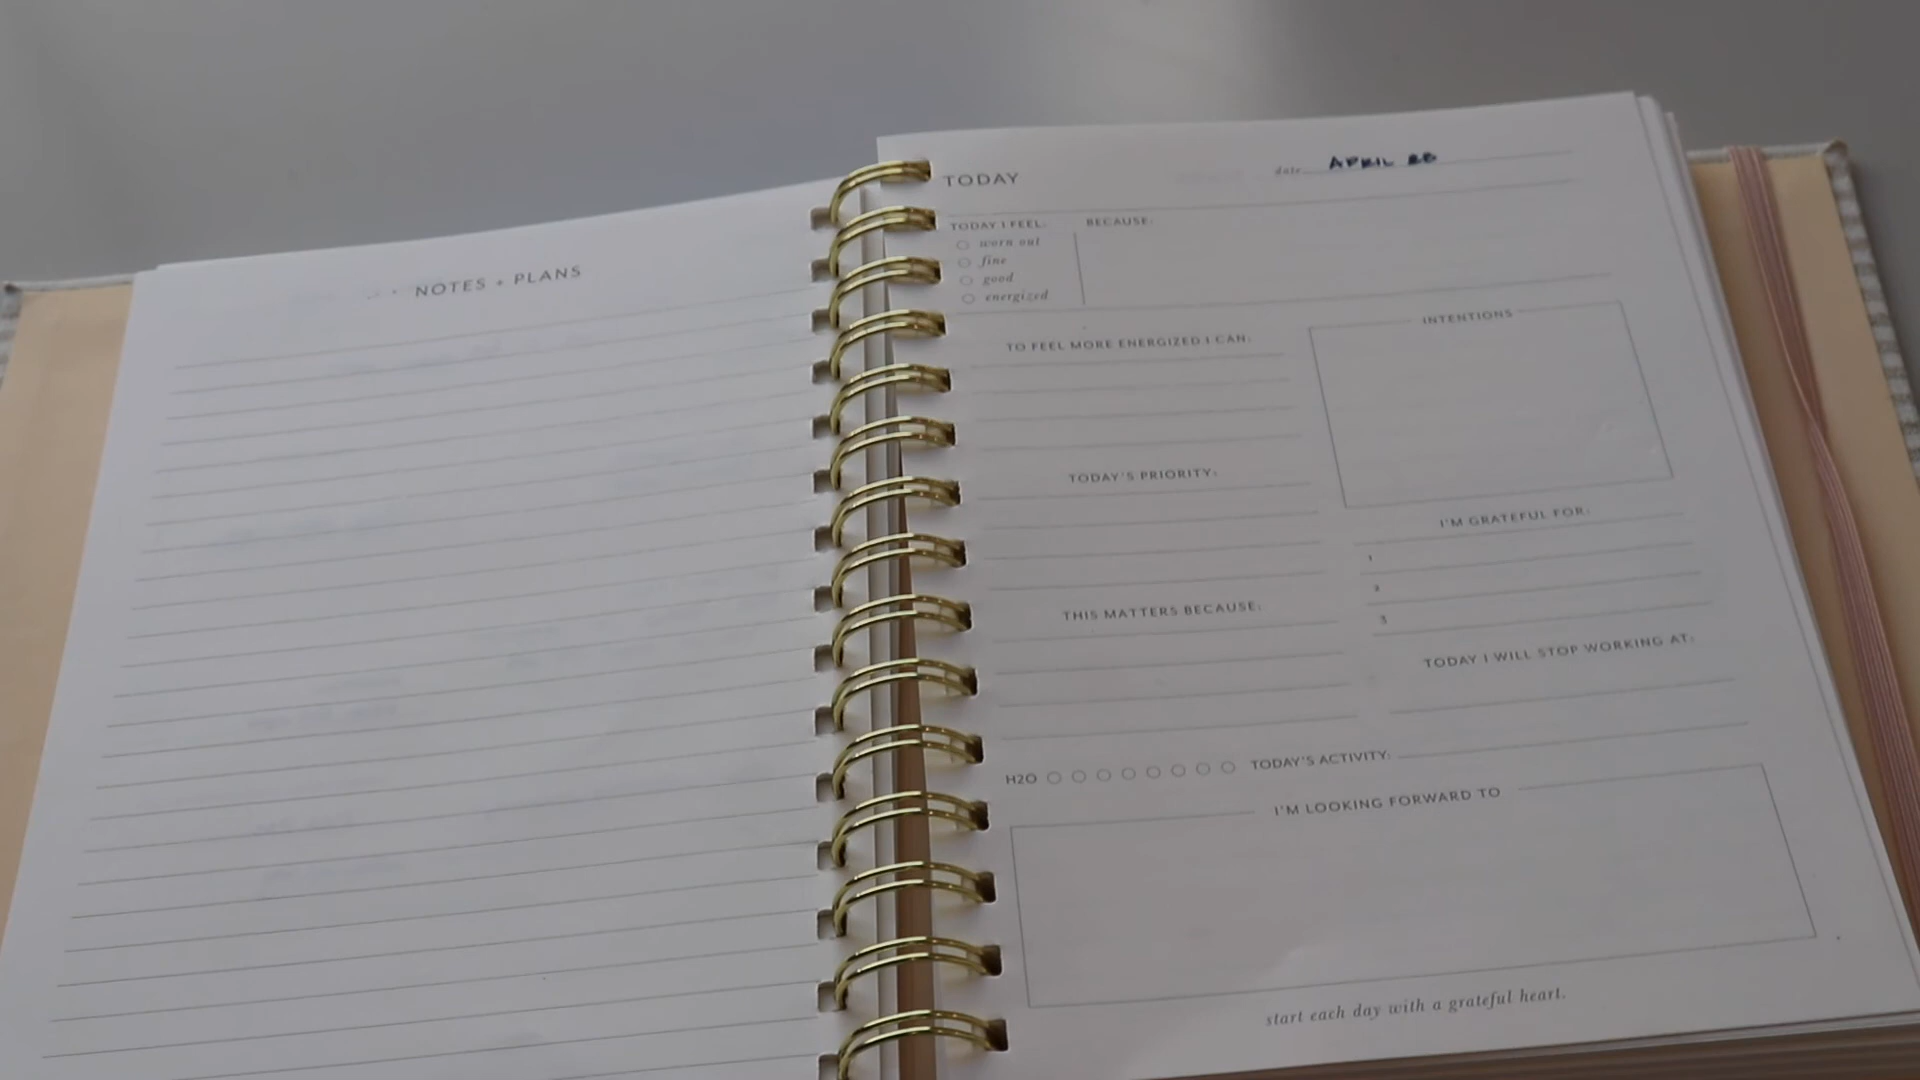 NOTES + PLANS
TODAY
date APRIL 20
TODAY I FEEL:
worn out
fine
good
energized
BECAUSE:
TO FEEL MORE ENERGIZED I CAN:
INTENTIONS
TODAY'S PRIORITY:
I'M GRATEFUL FOR:
1
2
3
THIS MATTERS BECAUSE:
TODAY I WILL STOP WORKING AT:
H2O
TODAY'S ACTIVITY:
I'M LOOKING FORWARD TO
start each day with a grateful heart.